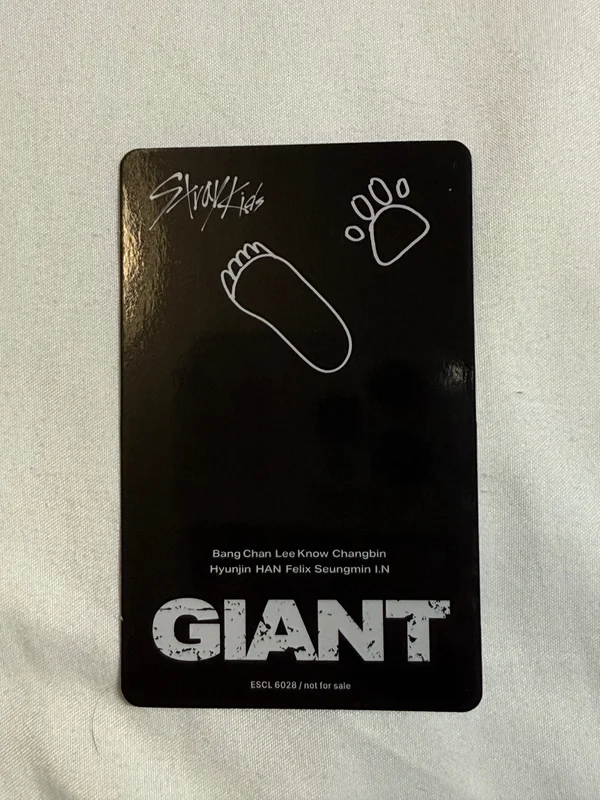 Stray Kids
Bang Chan Lee Know Changbin
Hyunjin HAN Felix Seungmin I.N
GIANT
ESCL 6028 / not for sale